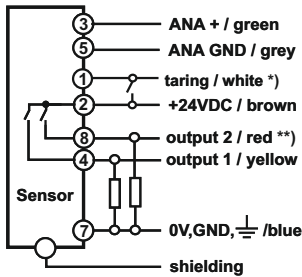 3 ANA + / green
5 ANA GND / grey
1 taring / white *)
2 +24VDC / brown
8 output 2 / red **)
4 output 1 / yellow
Sensor
7 0V,GND, /blue
shielding